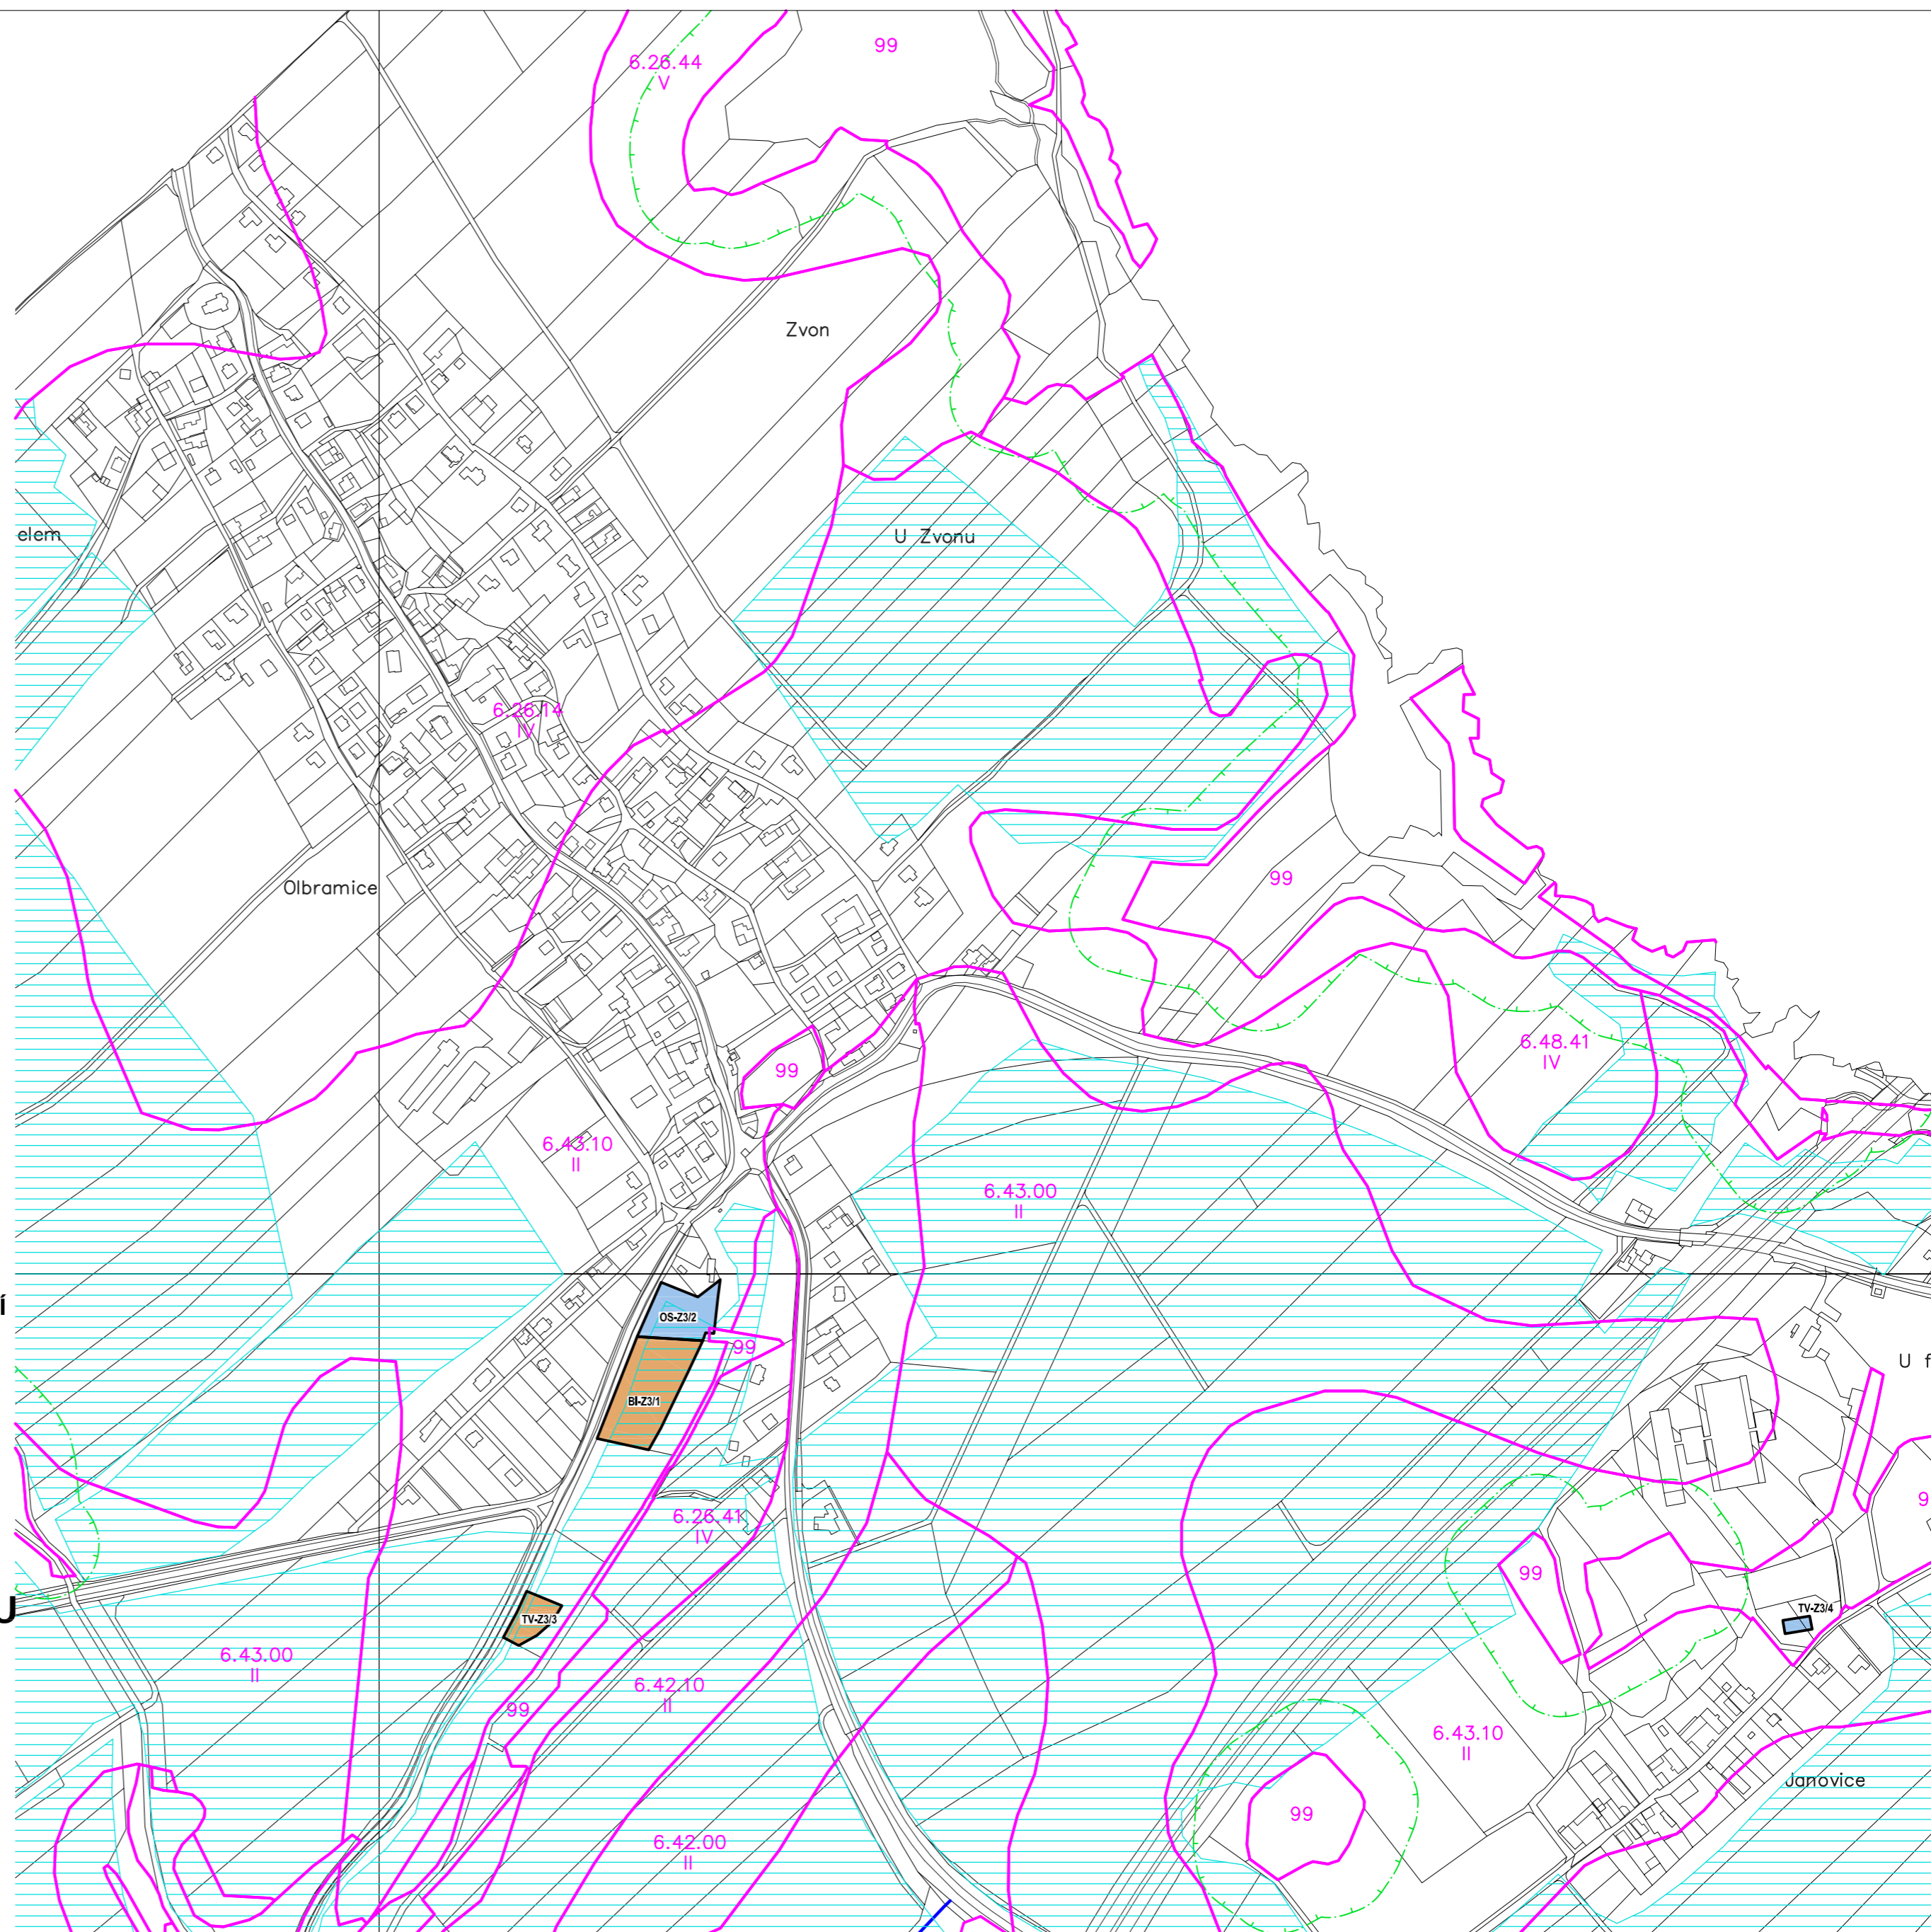 99
6.26.44
V
Zvon
elem
U Zvonu
6.26.14
IV
Olbramice
99
6.48.41
IV
99
6.43.10
II
6.43.00
II
í
OS-Z3/2
99
U f
BI-Z3/1
9
6.26.41
IV
99
U
TV-Z3/3
TV-Z3/4
6.43.00
II
6.42.10
II
99
6.43.10
II
Janovice
99
6.42.00
II